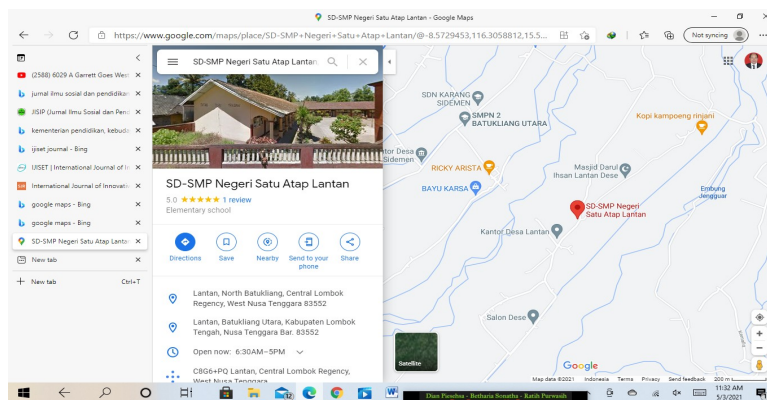 SD-SMP Negeri Satu Atap Lantan - Google Maps
https://www.google.com/maps/place/SD-SMP+Negeri+Satu+Atap+Lantan/@-8.5729453,116.3058812,15.5...
Not syncing
(2588) 6029 A Garrett Goes West
jurnal ilmu sosial dan pendidikan
JISIP (Jurnal Ilmu Sosial dan Pend
kementerian pendidikan, kebuda
ijiset journal - Bing
IJISET | International Journal of In
International Journal of Innovativ
google maps - Bing
google maps - Bing
SD-SMP Negeri Satu Atap Lantan
New tab
New tab Ctrl+T
SD-SMP Negeri Satu Atap Lantan
SD-SMP Negeri Satu Atap Lantan
5.0 1 review
Elementary school
Directions
Save
Nearby
Send to your phone
Share
Lantan, North Batukliang, Central Lombok
Regency, West Nusa Tenggara 83552
Lantan, Batukliang Utara, Kabupaten Lombok
Tengah, Nusa Tenggara Bar. 83552
Open now: 6:30AM–5PM
C8G6+PQ Lantan, Central Lombok Regency,
West Nusa Tenggara
SDN KARANG
SIDEMEN
SMPN 2
BATUKLIANG UTARA
Kopi kampoeng rinjani
ntor Desa
Sidemen
RICKY ARISTA
BAYU KARSA
Masjid Darul
Ihsan Lantan Dese
Embung
Jengguar
SD-SMP Negeri
Satu Atap Lantan
Kantor Desa Lantan
Salon Dese
Satellite
Google
Map data ©2021 Indonesia Terms Privacy Send feedback 200 m
Dian Pieseba - Betharia Sonatha - Ratih Purwasih
11:32 AM
5/3/2021